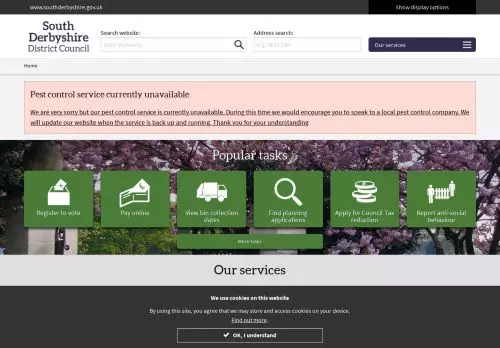 www.southderbyshire.gov.uk
Show display options
South
Derbyshire
District Council
Search website:
Address search:
Enter keywords
e.g. DE11 0AH
Our services
Home
Pest control service currently unavailable
We are very sorry but our pest control service is currently unavailable. During this time we would encourage you to speak to a local pest control company. We
will update our website when the service is back up and running. Thank you for your understanding
Popular tasks
Register to vote
Pay online
View bin collection
dates
Find planning
applications
Apply for Council Tax
reduction
Report anti-social
behaviour
More tasks
Our services
We use cookies on this website
By using this site, you agree that we may store and access cookies on your device.
Find out more.
OK, I understand